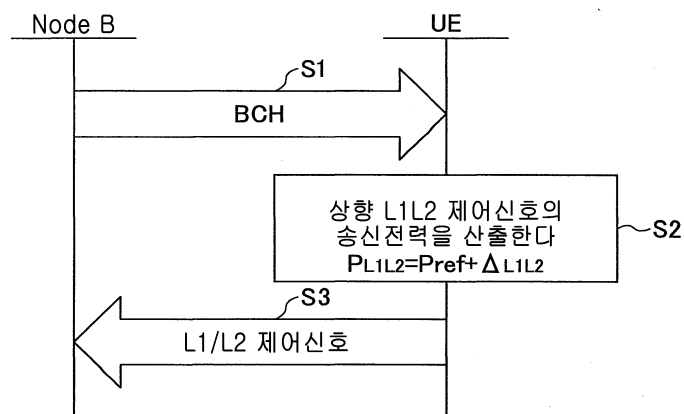 Node B
UE
S1
BCH
상향 L1L2 제어신호의
송신전력을 산출한다
PL1L2=Pref+ΔL1L2
S2
S3
L1/L2 제어신호